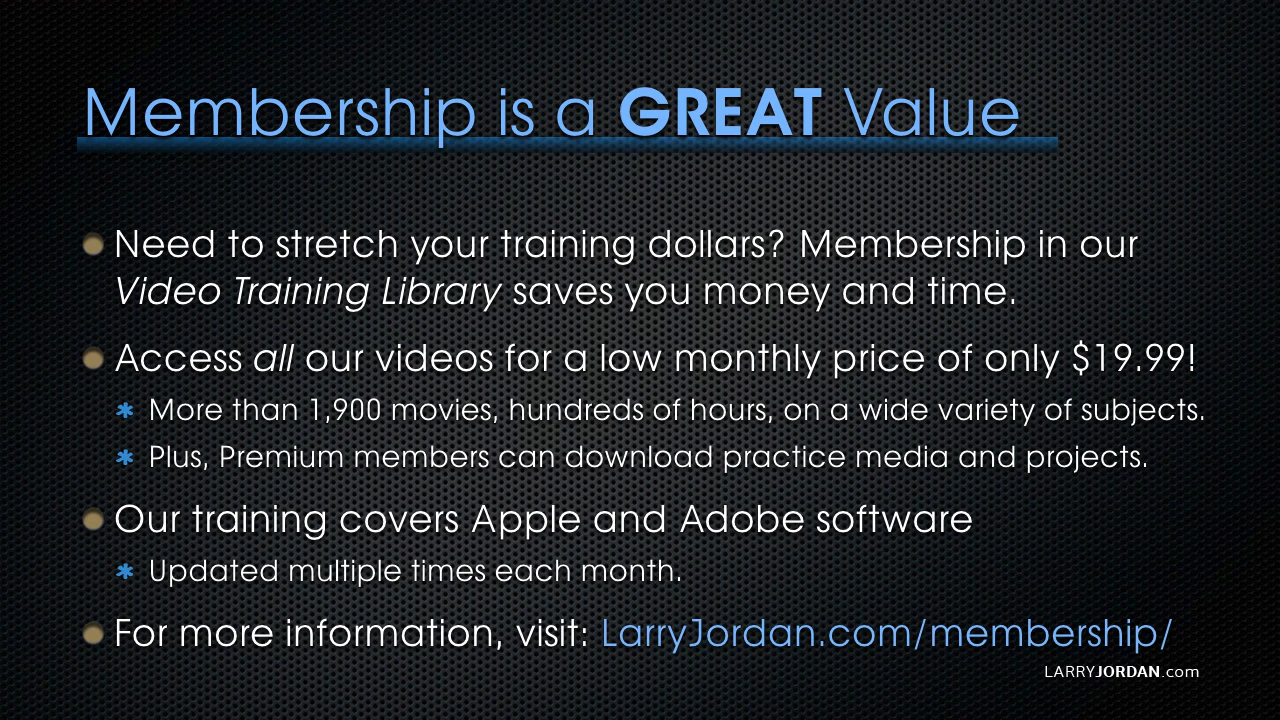 Membership is a GREAT Value
Need to stretch your training dollars? Membership in our
Video Training Library saves you money and time.
Access all our videos for a low monthly price of only $19.99!
More than 1,900 movies, hundreds of hours, on a wide variety of subjects.
Plus, Premium members can download practice media and projects.
Our training covers Apple and Adobe software
Updated multiple times each month.
For more information, visit: LarryJordan.com/membership/
LARRYJORDAN.com